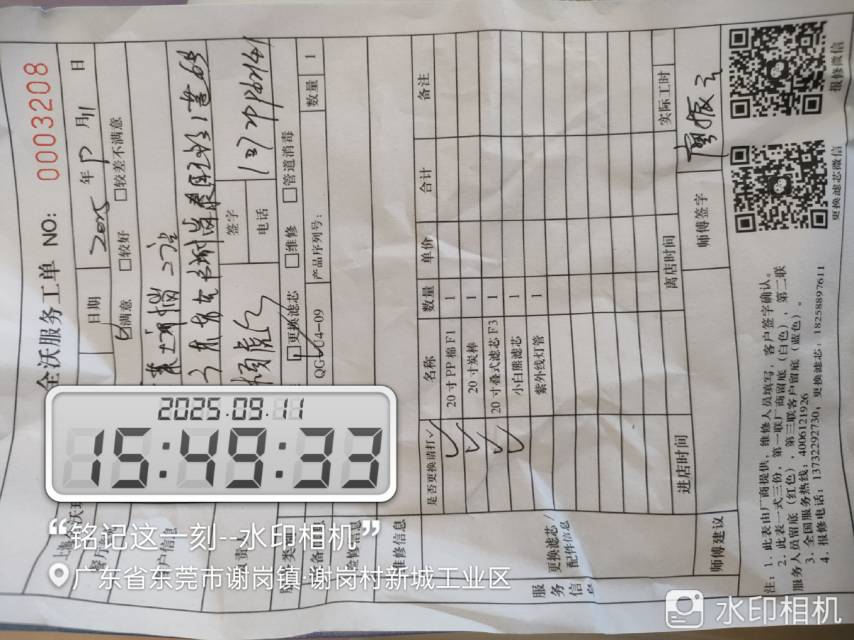 全沃服务工单 NO: 0003208
日期 2025 年 9 月 11 日
满意 □较好 □较差不满意
签字
电话
更换滤芯 □维修 □管道消毒
QG-U4-09 产品序列号: 数量 1
维修信息
是否更换请打✓ 名称 数量 单价 合计 备注
✓ 20寸PP棉F1 1
✓ 20寸炭棒 1
✓ 20寸叠式滤芯F3 1
✓ 小白熊滤芯 1
紫外线灯管 1
服务信息
更换滤芯/配件信息
进店时间 离店时间 实际工时
师傅建议 师傅签字
注: 1. 此表由厂商提供, 维修人员填写, 客户签字确认。
2. 此表一式三份, 第一联厂商留底(白色), 第二联
服务人员留底(红色), 第三联客户留底(蓝色)。
3. 全国服务热线: 4006121926
4. 报修电话: 13732292730, 更换滤芯: 18258897611
更换滤芯微信
报修微信
2025.09.11
15:49:33
“铭记这一刻--水印相机”
广东省东莞市谢岗镇·谢岗村新城工业区
水印相机